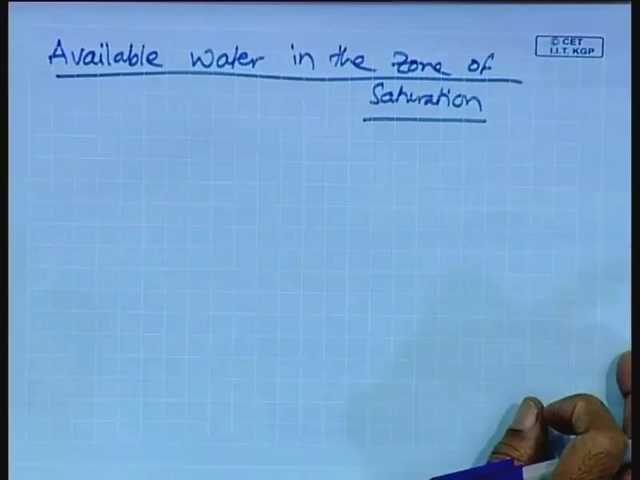 Available water in the zone of
Saturation
© CET
I.I.T. KGP